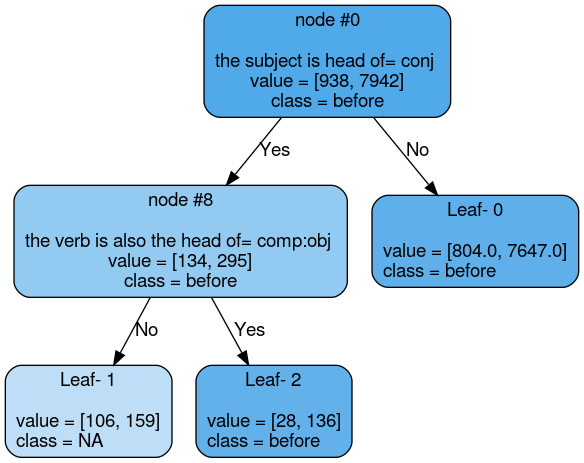 node #0
the subject is head of= conj
value = [938, 7942]
class = before
Yes
No
node #8
the verb is also the head of= comp:obj
value = [134, 295]
class = before
Leaf- 0
value = [804.0, 7647.0]
class = before
No
Yes
Leaf- 1
value = [106, 159]
class = NA
Leaf- 2
value = [28, 136]
class = before